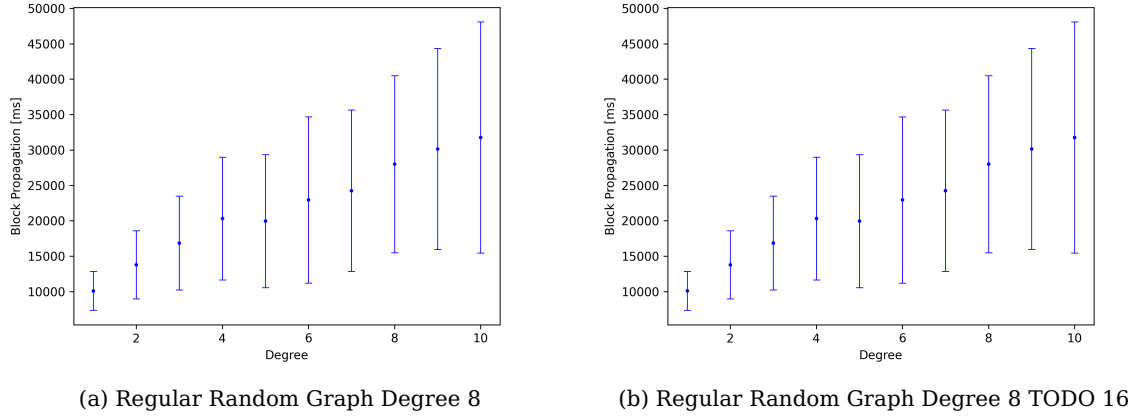 50000
45000
40000
35000
30000
25000
20000
15000
10000
Block Propagation [ms]
2 4 6 8 10
Degree
(a) Regular Random Graph Degree 8
50000
45000
40000
35000
30000
25000
20000
15000
10000
Block Propagation [ms]
2 4 6 8 10
Degree
(b) Regular Random Graph Degree 8 TODO 16